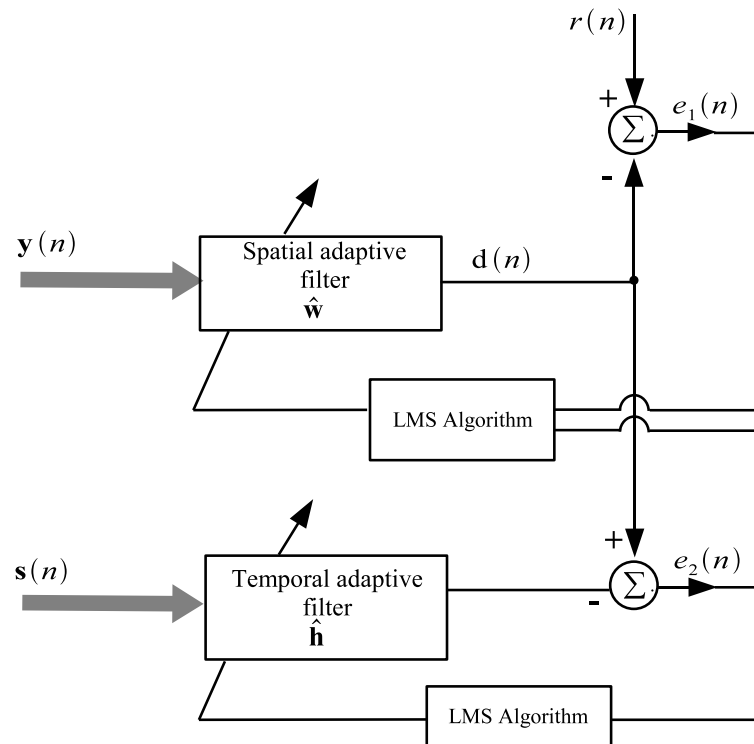 r(n)
+
e₁(n)
Σ
-
y(n)
Spatial adaptive
filter
ŵ
d(n)
LMS Algorithm
s(n)
Temporal adaptive
filter
ĥ
+
e₂(n)
Σ
-
LMS Algorithm